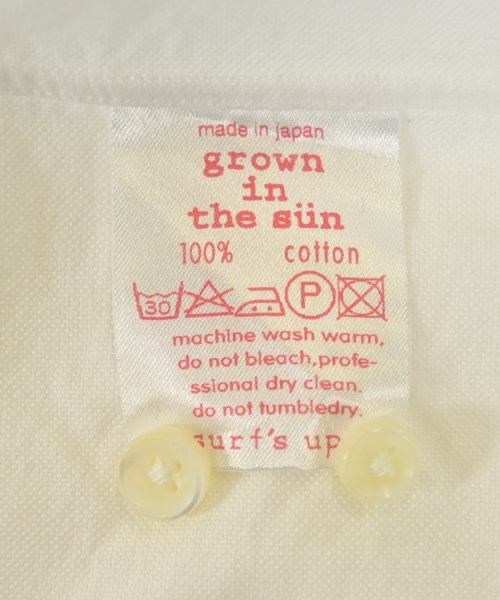 made in japan
grown
in
the sün
100% cotton
30 P
machine wash warm,
do not bleach,profe-
ssional dry clean.
do not tumbledry.
surf's up